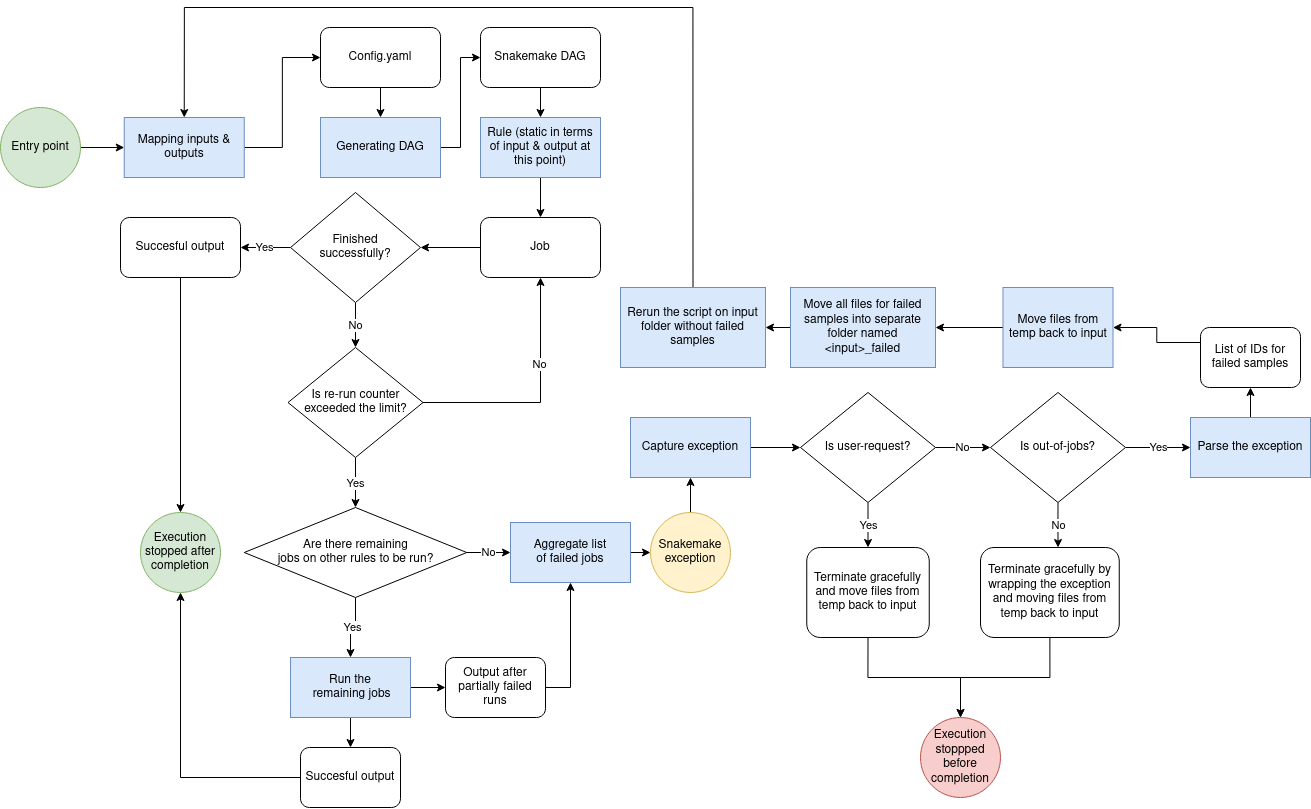 Config.yaml
Snakemake DAG
Entry point
Mapping inputs &
outputs
Generating DAG
Rule (static in terms
of input & output at
this point)
Succesful output
Yes
Finished
successfully?
Job
No
Is re-run counter
exceeded the limit?
No
Yes
Rerun the script on input
folder without failed
samples
Move all files for failed
samples into separate
folder named
<input>_failed
Move files from
temp back to input
List of IDs for
failed samples
Capture exception
Is user-request?
No
Is out-of-jobs?
Yes
Parse the exception
Yes
No
Execution
stopped after
completion
Are there remaining
jobs on other rules to be run?
No
Aggregate list
of failed jobs
Snakemake
exception
Terminate gracefully
and move files from
temp back to input
Terminate gracefully by
wrapping the exception
and moving files from
temp back to input
Yes
Run the
remaining jobs
Output after
partially failed
runs
Succesful output
Execution
stoppped
before
completion